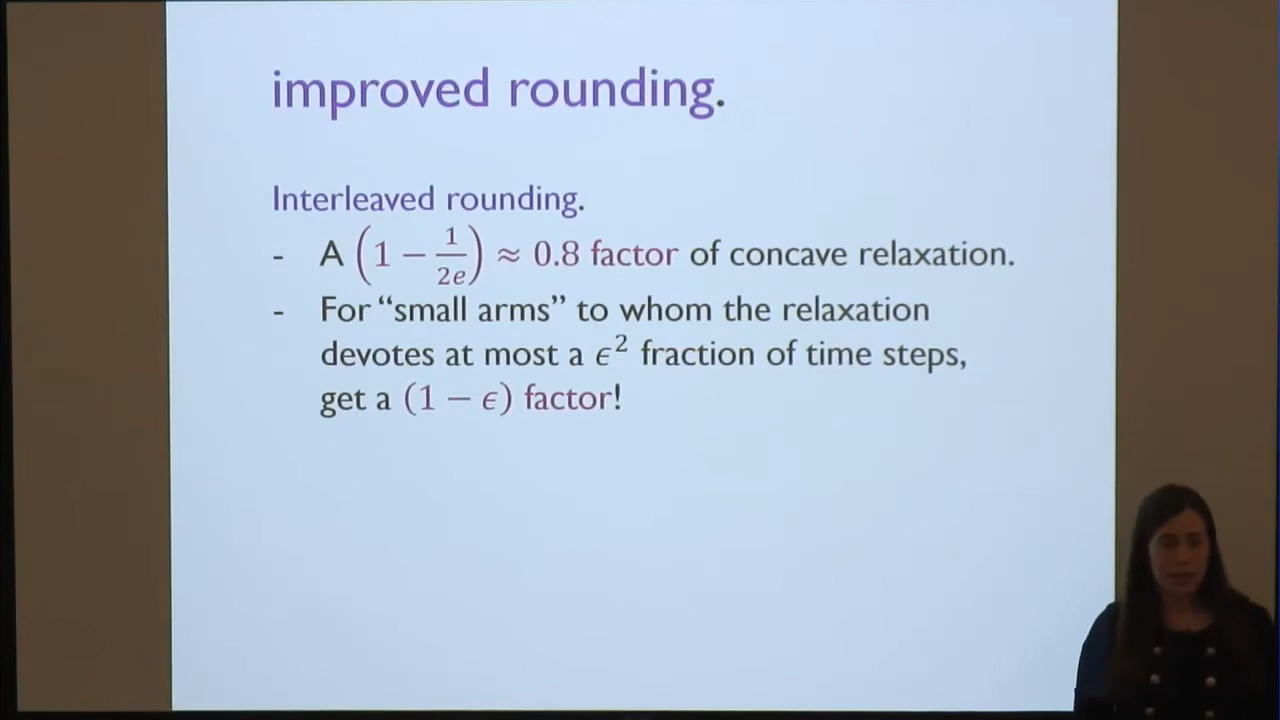 improved rounding.
Interleaved rounding.
- A (1 − 1/2e) ≈ 0.8 factor of concave relaxation.
- For “small arms” to whom the relaxation
devotes at most a ϵ² fraction of time steps,
get a (1 − ϵ) factor!